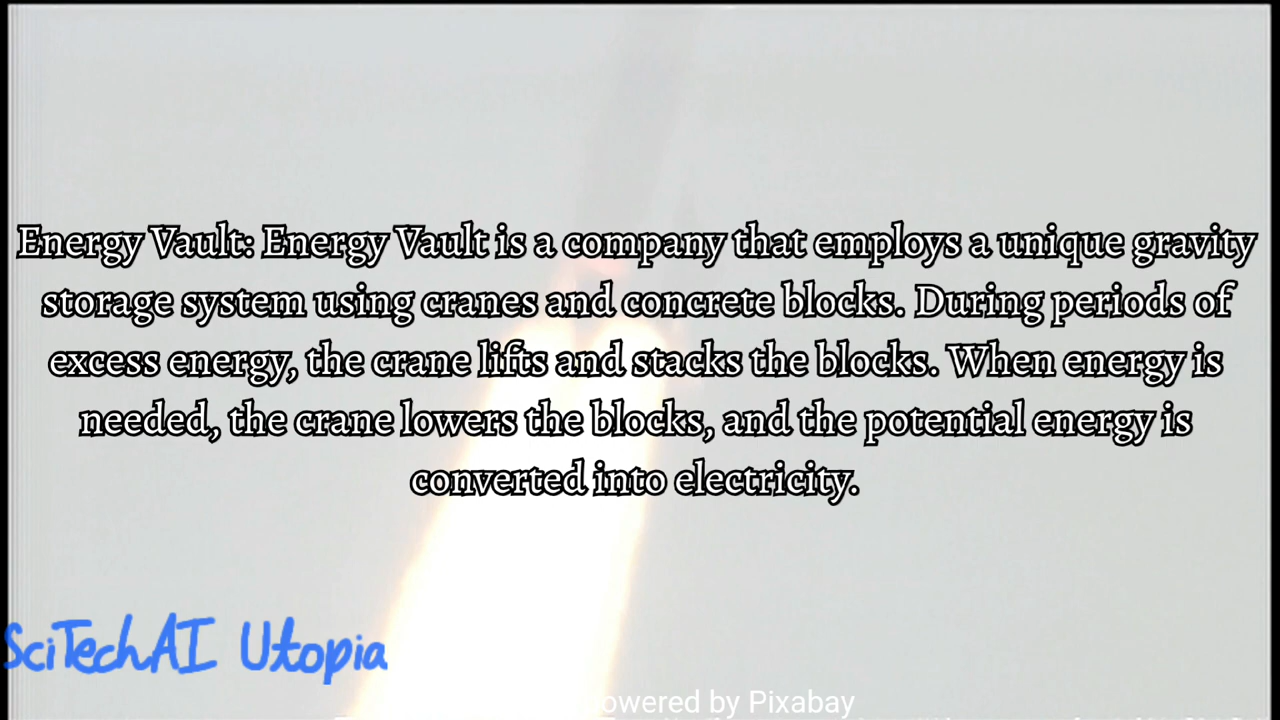 Energy Vault: Energy Vault is a company that employs a unique gravity
storage system using cranes and concrete blocks. During periods of
excess energy, the crane lifts and stacks the blocks. When energy is
needed, the crane lowers the blocks, and the potential energy is
converted into electricity.
SciTechAI Utopia
owered by Pixabay